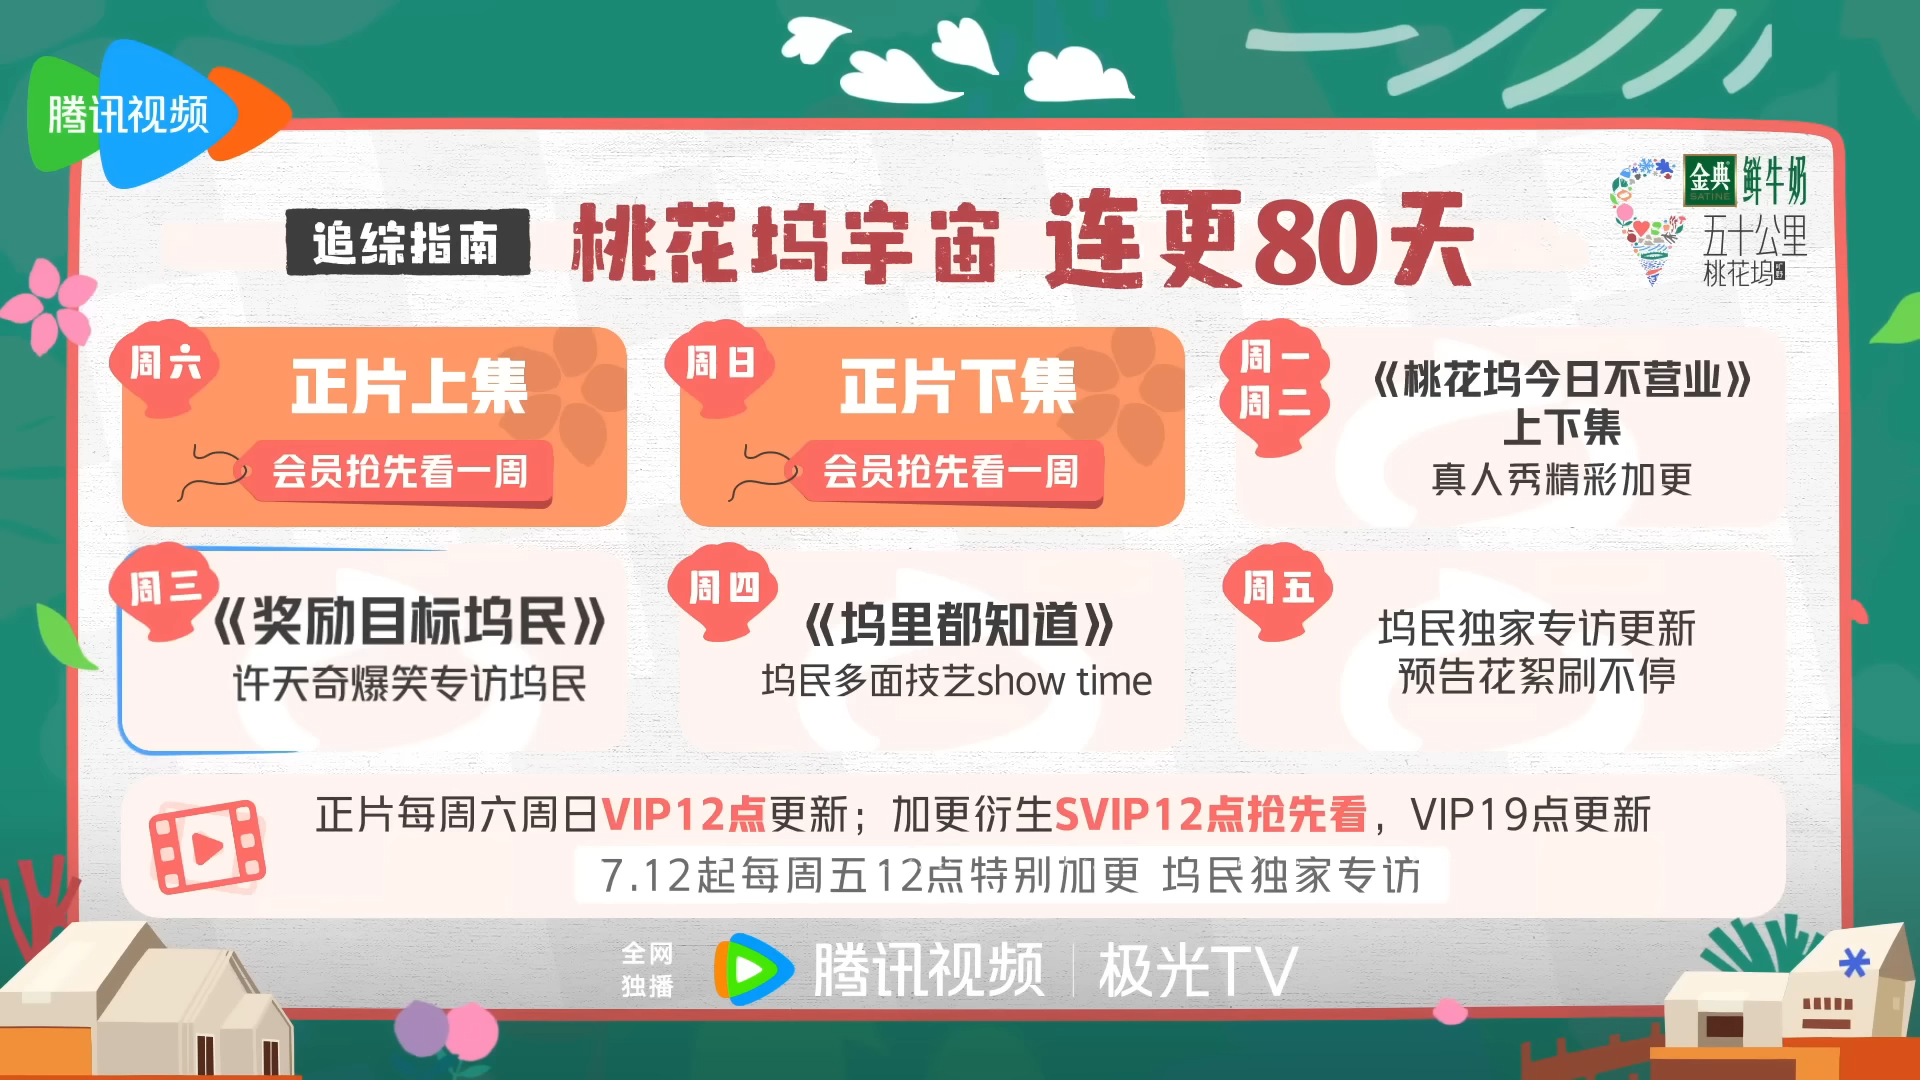 腾讯视频
追综指南 桃花坞宇宙 连更80天
金典 鲜牛奶
SATINE
五十公里
桃花坞
周六
正片上集
会员抢先看一周
周日
正片下集
会员抢先看一周
周一
周二
《桃花坞今日不营业》
上下集
真人秀精彩加更
周三
《奖励目标坞民》
许天奇爆笑专访坞民
周四
《坞里都知道》
坞民多面技艺show time
周五
坞民独家专访更新
预告花絮刷不停
正片每周六周日VIP12点更新；加更衍生SVIP12点抢先看，VIP19点更新
7.12起每周五12点特别加更 坞民独家专访
全网
独播
腾讯视频 极光TV